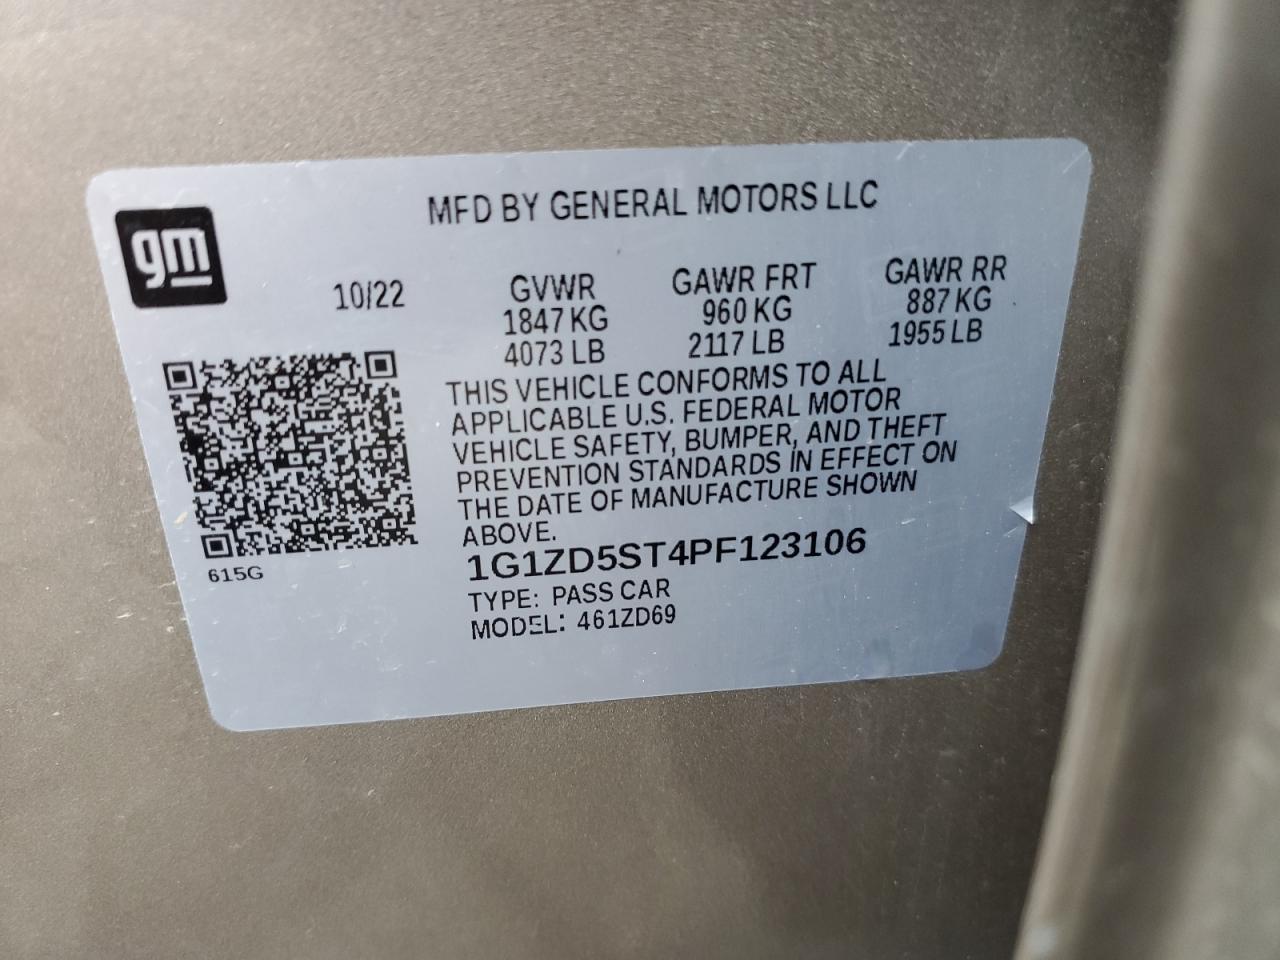 MFD BY GENERAL MOTORS LLC
gm
10/22
GVWR GAWR FRT GAWR RR
1847 KG 960 KG 887 KG
4073 LB 2117 LB 1955 LB
THIS VEHICLE CONFORMS TO ALL
APPLICABLE U.S. FEDERAL MOTOR
VEHICLE SAFETY, BUMPER, AND THEFT
PREVENTION STANDARDS IN EFFECT ON
THE DATE OF MANUFACTURE SHOWN
ABOVE.
1G1ZD5ST4PF123106
615G
TYPE: PASS CAR
MODEL: 461ZD69